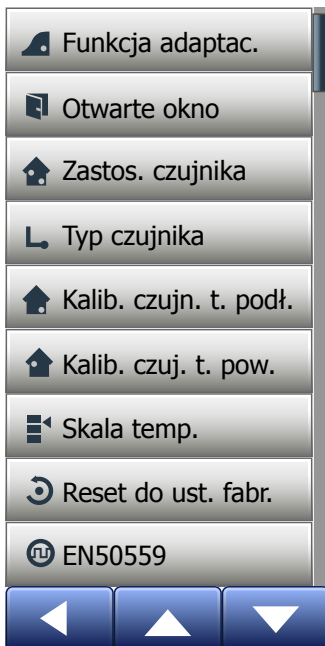 Funkcja adaptac.
Otwarte okno
Zastos. czujnika
Typ czujnika
Kalib. czujn. t. podł.
Kalib. czuj. t. pow.
Skala temp.
Reset do ust. fabr.
EN50559